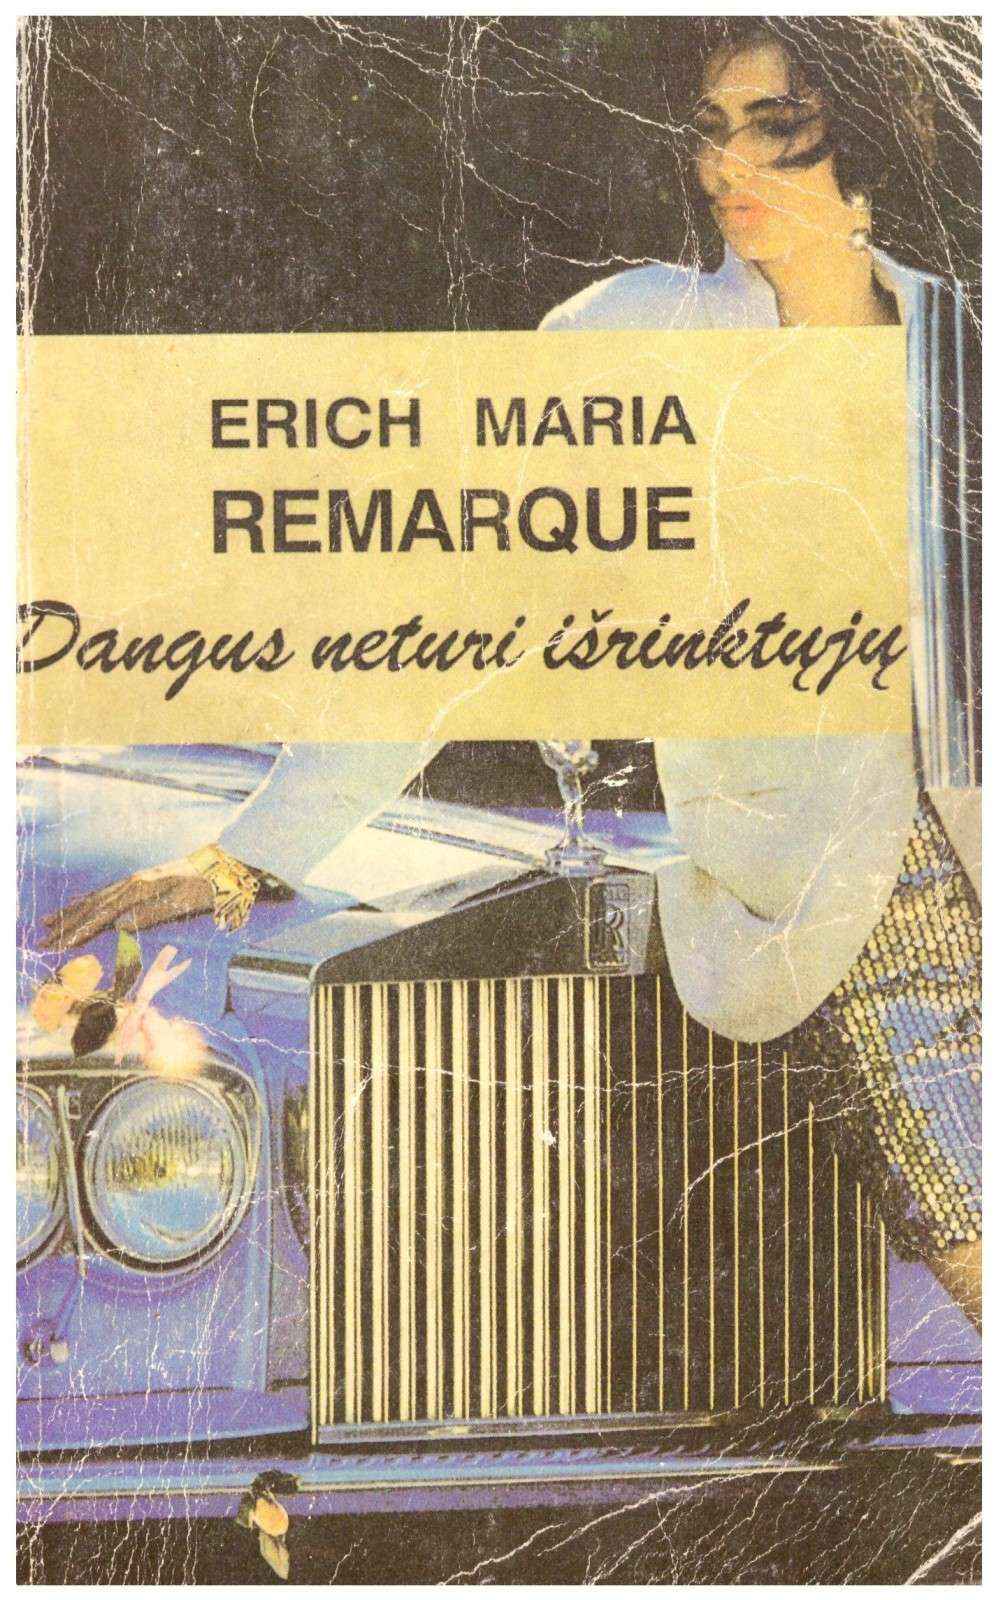 ERICH MARIA
REMARQUE
Dangus neturi išrinktųjų
R